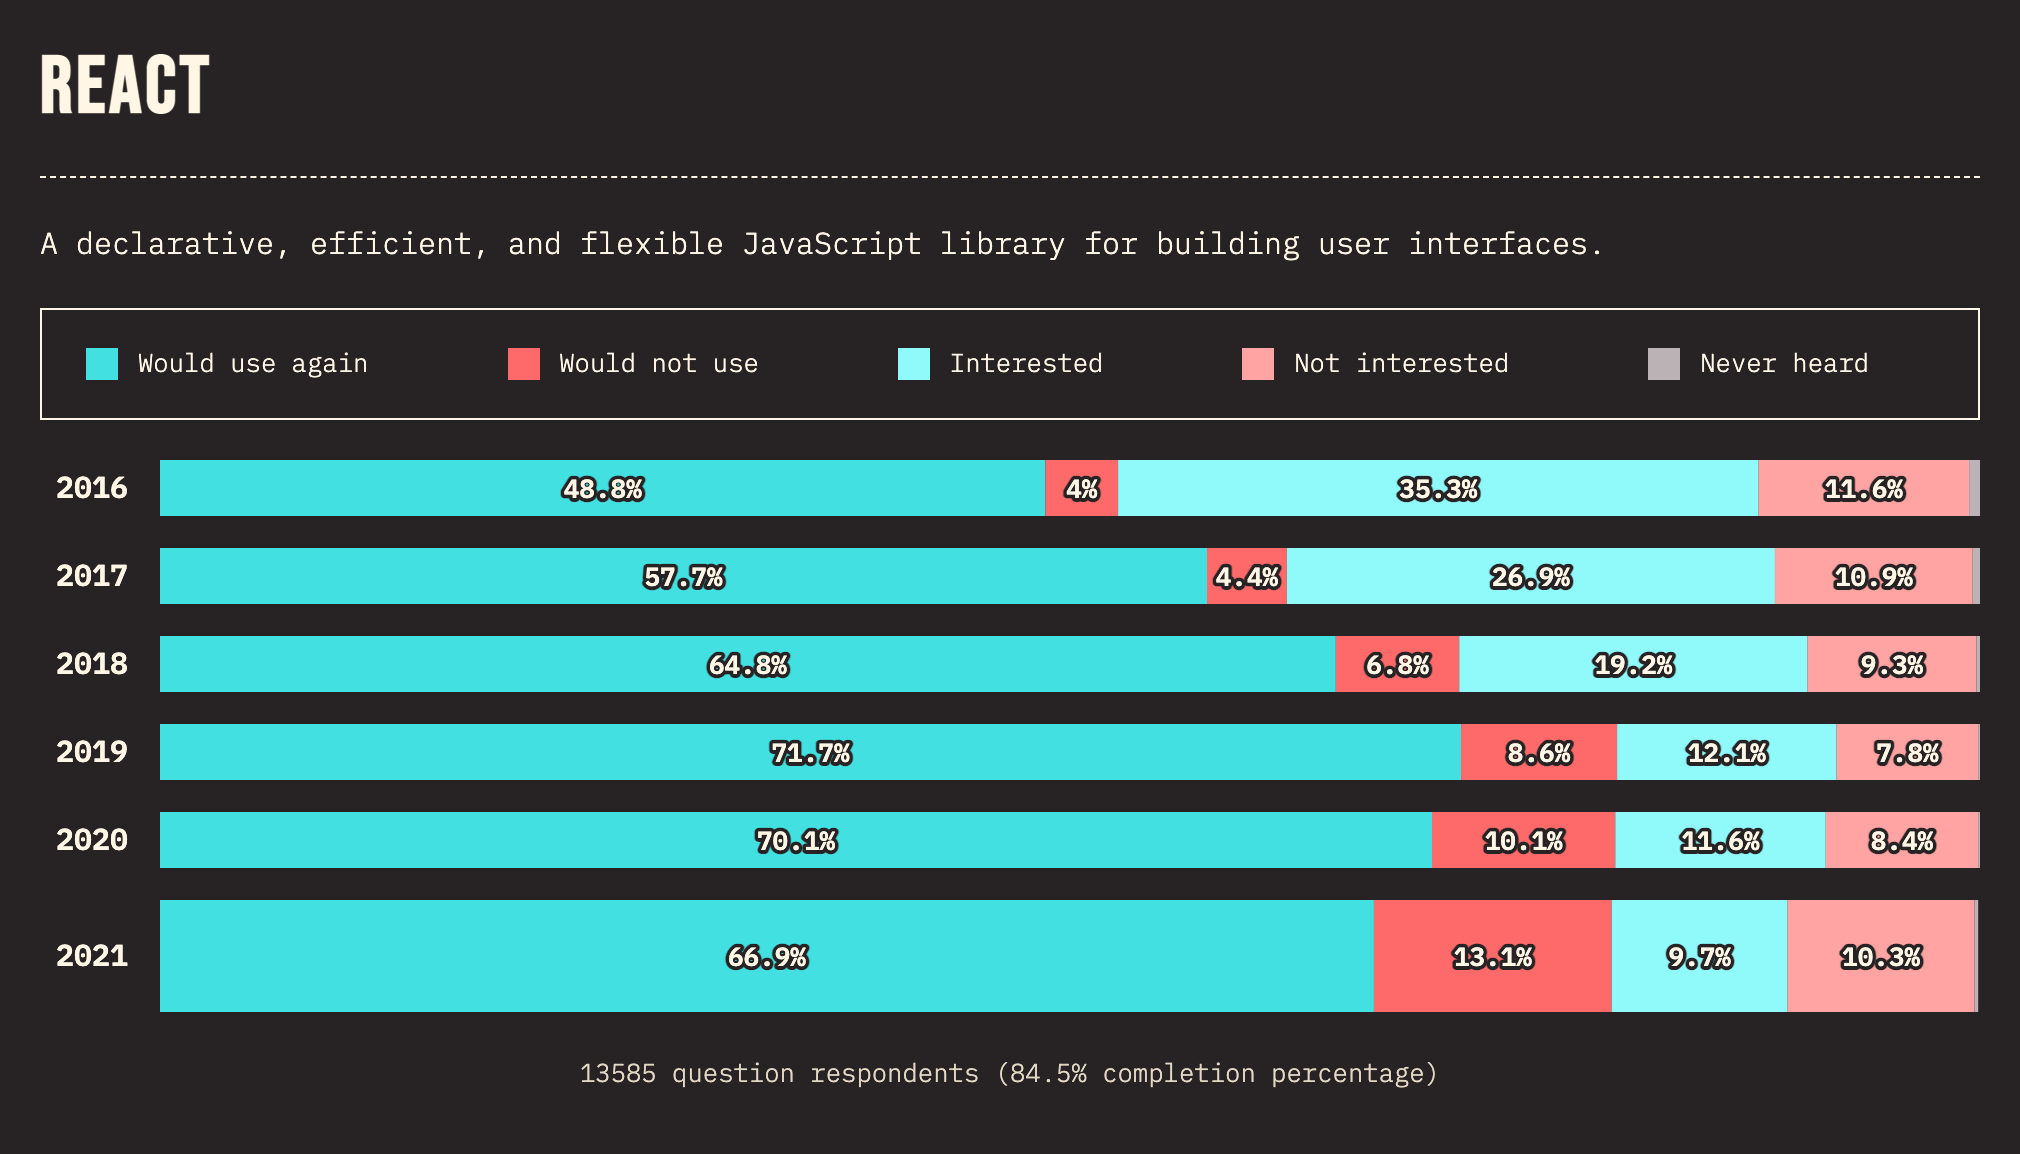 REACT
A declarative, efficient, and flexible JavaScript library for building user interfaces.
Would use again Would not use Interested Not interested Never heard
2016 48.8% 4% 35.3% 11.6%
2017 57.7% 4.4% 26.9% 10.9%
2018 64.8% 6.8% 19.2% 9.3%
2019 71.7% 8.6% 12.1% 7.8%
2020 70.1% 10.1% 11.6% 8.4%
2021 66.9% 13.1% 9.7% 10.3%
13585 question respondents (84.5% completion percentage)